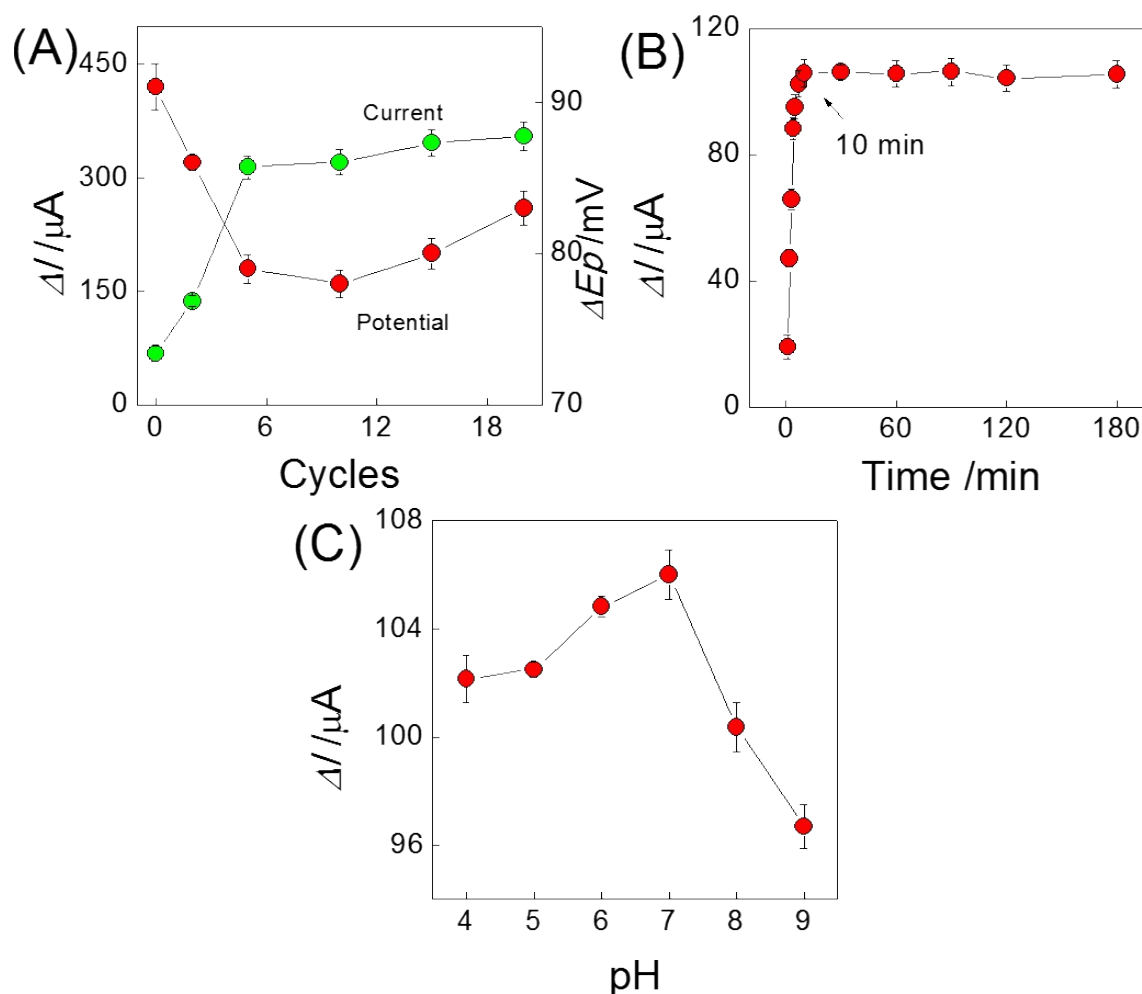 (A)
450
300
150
0
ΔI /μA
Current
Potential
90
80
70
ΔEp/mV
0 6 12 18
Cycles
(B)
120
80
40
0
ΔI /μA
10 min
0 60 120 180
Time /min
(C)
108
104
100
96
ΔI /μA
4 5 6 7 8 9
pH